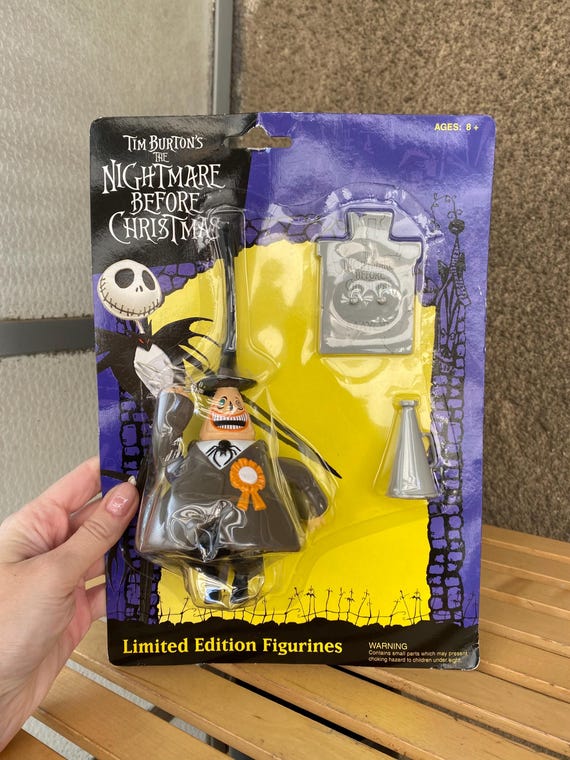 AGES: 8+
TIM BURTON'S
THE
NIGHTMARE
BEFORE
CHRISTMAS
BEFORE
Limited Edition Figurines
WARNING
Contains small parts which may present
choking hazard to children under eight.